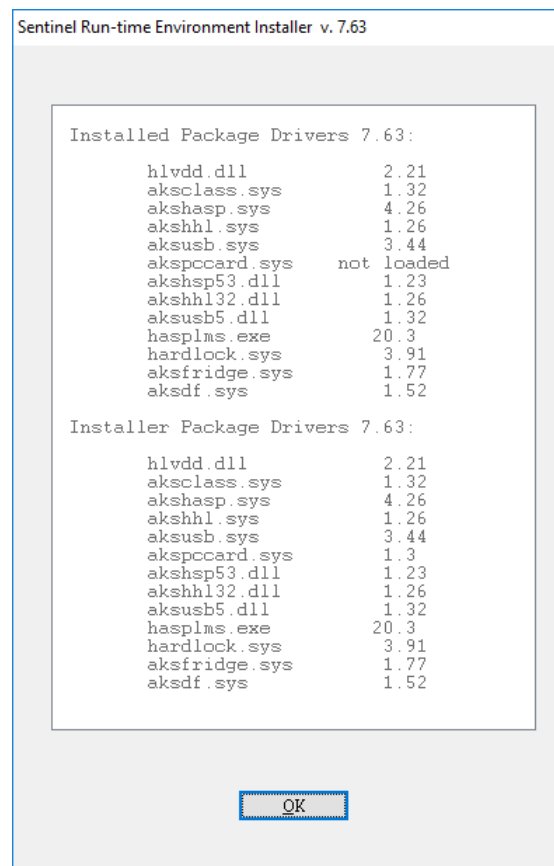 Sentinel Run-time Environment Installer v. 7.63
Installed Package Drivers 7.63:
hlvdd.dll 2.21
aksclass.sys 1.32
akshasp.sys 4.26
akshhl.sys 1.26
aksusb.sys 3.44
akspccard.sys not loaded
akshsp53.dll 1.23
akshhl32.dll 1.26
aksusb5.dll 1.32
hasplms.exe 20.3
hardlock.sys 3.91
aksfridge.sys 1.77
aksdf.sys 1.52
Installer Package Drivers 7.63:
hlvdd.dll 2.21
aksclass.sys 1.32
akshasp.sys 4.26
akshhl.sys 1.26
aksusb.sys 3.44
akspccard.sys 1.3
akshsp53.dll 1.23
akshhl32.dll 1.26
aksusb5.dll 1.32
hasplms.exe 20.3
hardlock.sys 3.91
aksfridge.sys 1.77
aksdf.sys 1.52
OK